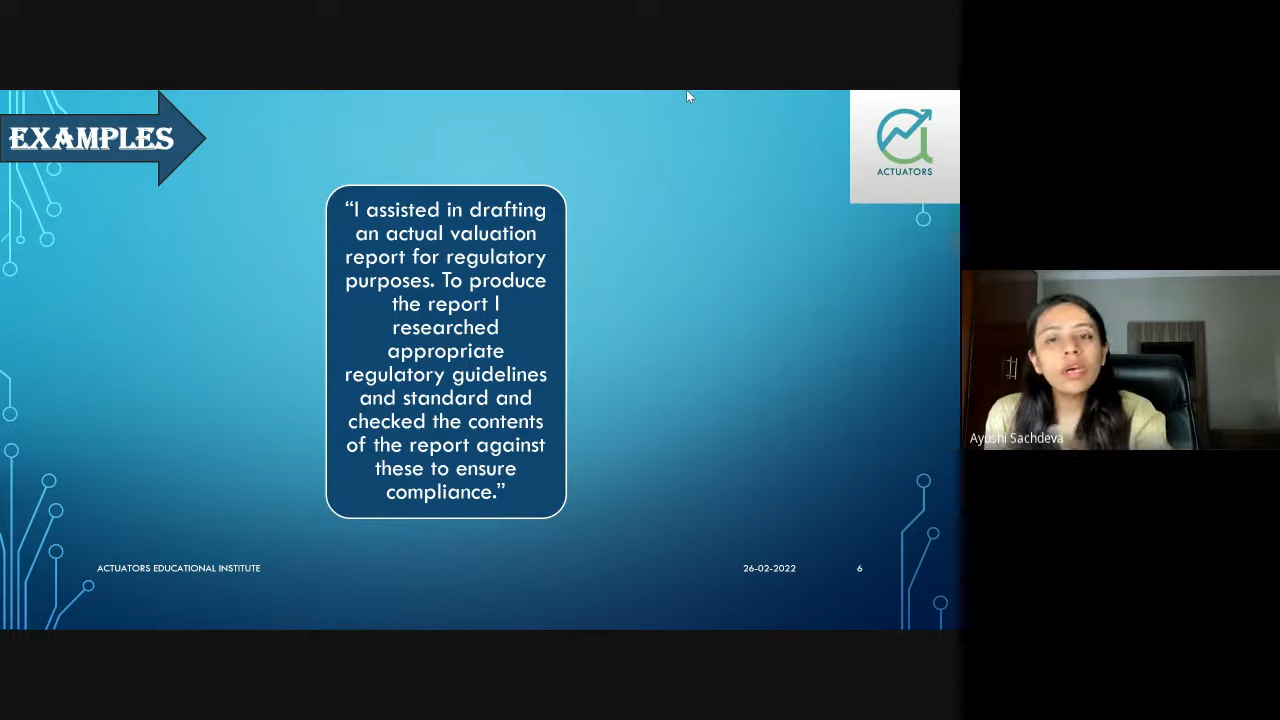 EXAMPLES
ACTUATORS
“I assisted in drafting
an actual valuation
report for regulatory
purposes. To produce
the report I
researched
appropriate
regulatory guidelines
and standard and
checked the contents
of the report against
these to ensure
compliance.”
Ayushi Sachdeva
ACTUATORS EDUCATIONAL INSTITUTE
26-02-2022
6